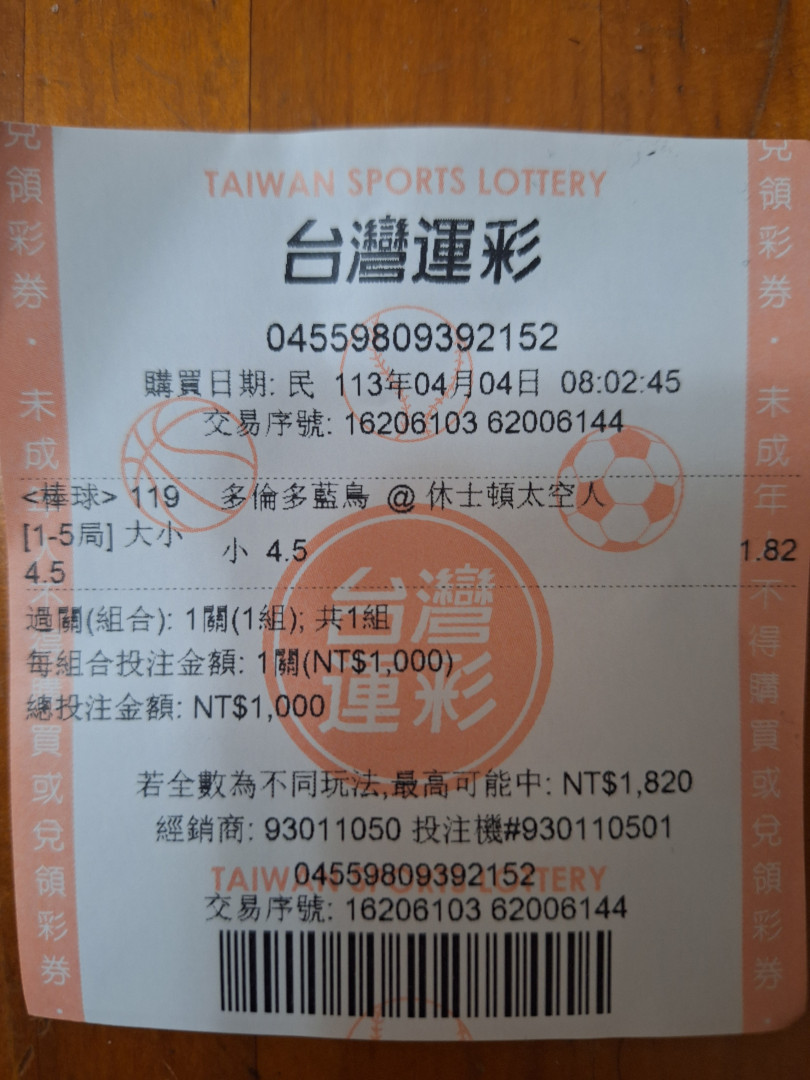 TAIWAN SPORTS LOTTERY
台灣運彩
04559809392152
購買日期: 民 113年04月04日 08:02:45
交易序號: 16206103 62006144
<棒球> 119 多倫多藍鳥 @ 休士頓太空人
[1-5局] 大小
4.5
小 4.5 1.82
台灣
運彩
過關(組合): 1關(1組); 共1組
每組合投注金額: 1關(NT$1,000)
總投注金額: NT$1,000
若全數為不同玩法,最高可能中: NT$1,820
經銷商: 93011050 投注機#930110501
04559809392152
TAIWAN SPORTS LOTTERY
交易序號: 16206103 62006144
兌領彩券・未成 買或兌領彩券・
兌領彩券・未成年 不得購買或兌領彩券・